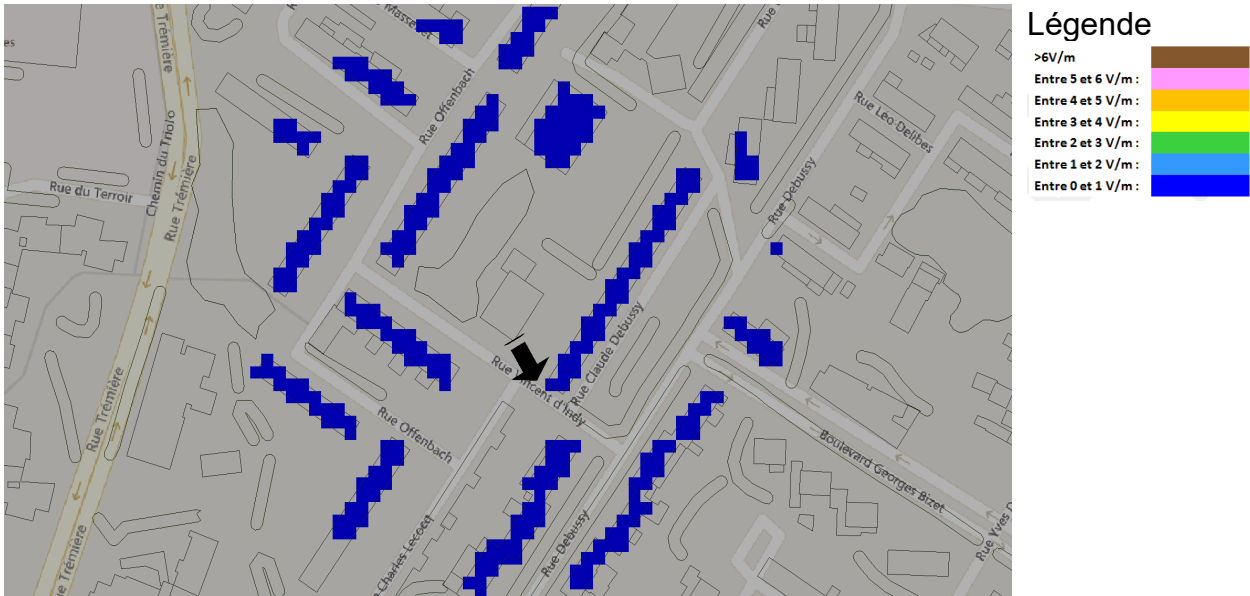 Légende
>6V/m
Entre 5 et 6 V/m :
Entre 4 et 5 V/m :
Entre 3 et 4 V/m :
Entre 2 et 3 V/m :
Entre 1 et 2 V/m :
Entre 0 et 1 V/m :
Massenet
Rue
Rue Offenbach
Rue Leo-Delibes
Chemin du Triolo
Rue Trémière
Rue du Terroir
Rue Debussy
Rue Claude Debussy
Rue Vincent d'Indy
Rue Trémière
Rue Offenbach
Boulevard Georges Bizet
Rue Debussy
Charles Lecocq
Rue Yves